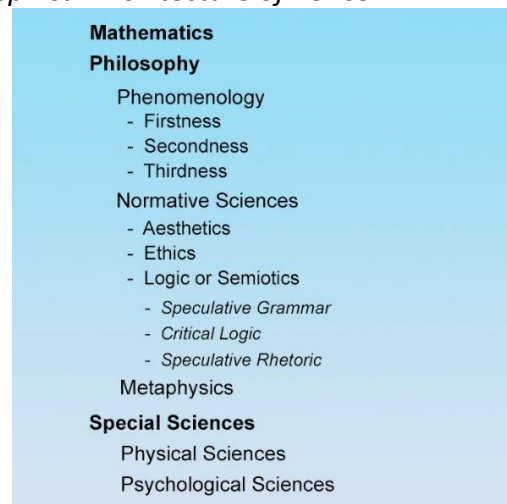 Mathematics
Philosophy
Phenomenology
- Firstness
- Secondness
- Thirdness
Normative Sciences
- Aesthetics
- Ethics
- Logic or Semiotics
- Speculative Grammar
- Critical Logic
- Speculative Rhetoric
Metaphysics
Special Sciences
Physical Sciences
Psychological Sciences